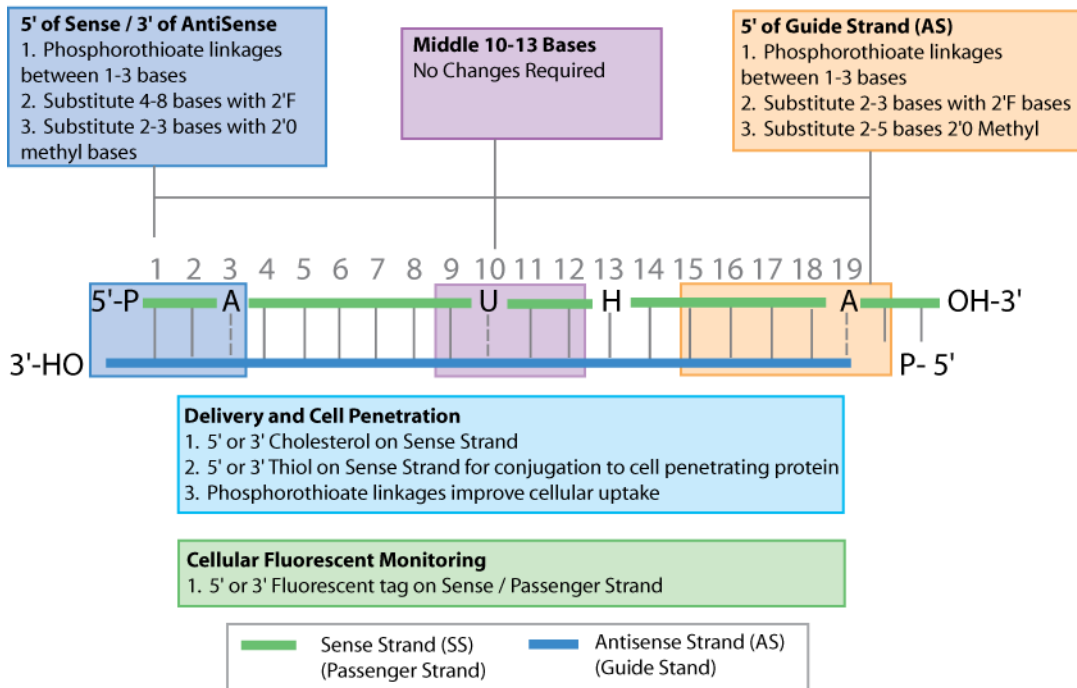 5' of Sense / 3' of AntiSense
1. Phosphorothioate linkages
between 1-3 bases
2. Substitute 4-8 bases with 2'F
3. Substitute 2-3 bases with 2'0
methyl bases
Middle 10-13 Bases
No Changes Required
5' of Guide Strand (AS)
1. Phosphorothioate linkages
between 1-3 bases
2. Substitute 2-3 bases with 2'F bases
3. Substitute 2-5 bases 2'0 Methyl
1 2 3 4 5 6 7 8 9 10 11 12 13 14 15 16 17 18 19
5'-P A U H A OH-3'
3'-HO P- 5'
Delivery and Cell Penetration
1. 5' or 3' Cholesterol on Sense Strand
2. 5' or 3' Thiol on Sense Strand for conjugation to cell penetrating protein
3. Phosphorothioate linkages improve cellular uptake
Cellular Fluorescent Monitoring
1. 5' or 3' Fluorescent tag on Sense / Passenger Strand
Sense Strand (SS)
(Passenger Strand)
Antisense Strand (AS)
(Guide Stand)